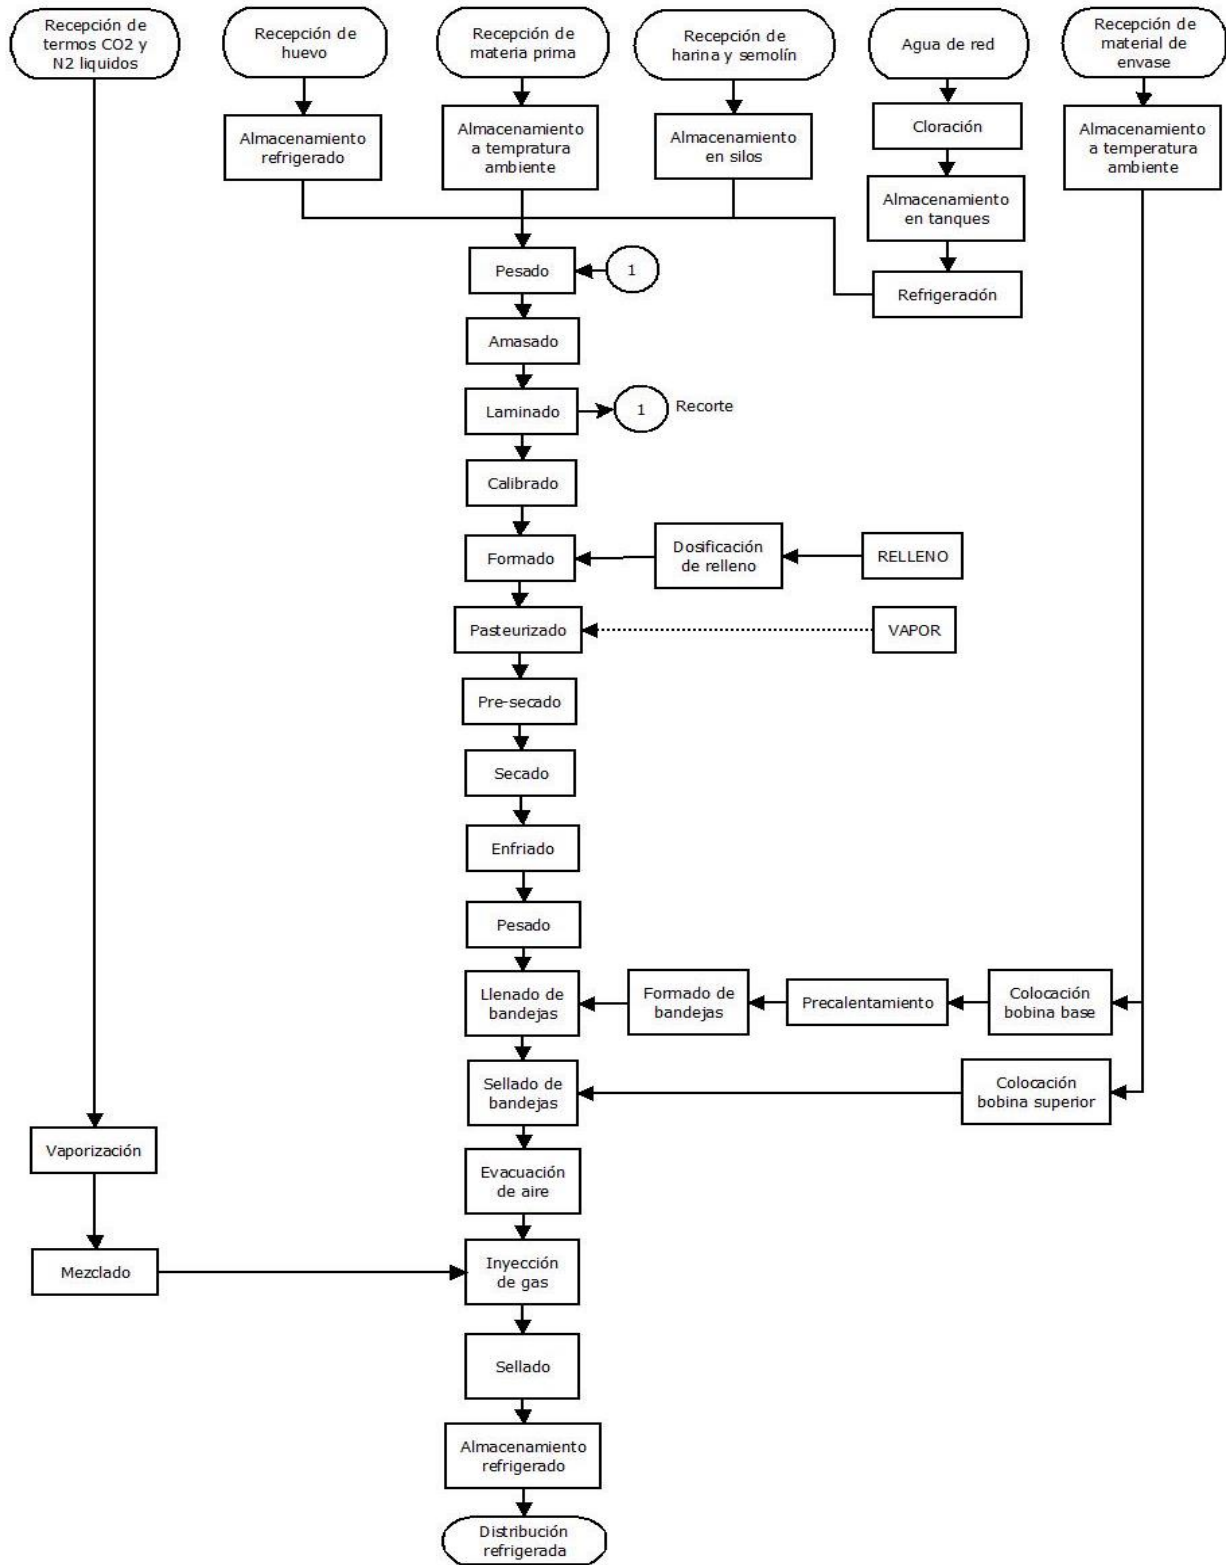 Recepción de
termos CO2 y
N2 liquidos
Recepción de
huevo
Recepción de
materia prima
Recepción de
harina y semolín
Agua de red
Recepción de
material de
envase
Almacenamiento
refrigerado
Almacenamiento
a tempratura
ambiente
Almacenamiento
en silos
Cloración
Almacenamiento
a temperatura
ambiente
Almacenamiento
en tanques
Pesado
1
Refrigeración
Amasado
Laminado
1
Recorte
Calibrado
Formado
Dosificación
de relleno
RELLENO
Pasteurizado
VAPOR
Pre-secado
Secado
Enfriado
Pesado
Llenado de
bandejas
Formado de
bandejas
Precalentamiento
Colocación
bobina base
Sellado de
bandejas
Colocación
bobina superior
Vaporización
Evacuación
de aire
Mezclado
Inyección
de gas
Sellado
Almacenamiento
refrigerado
Distribución
refrigerada